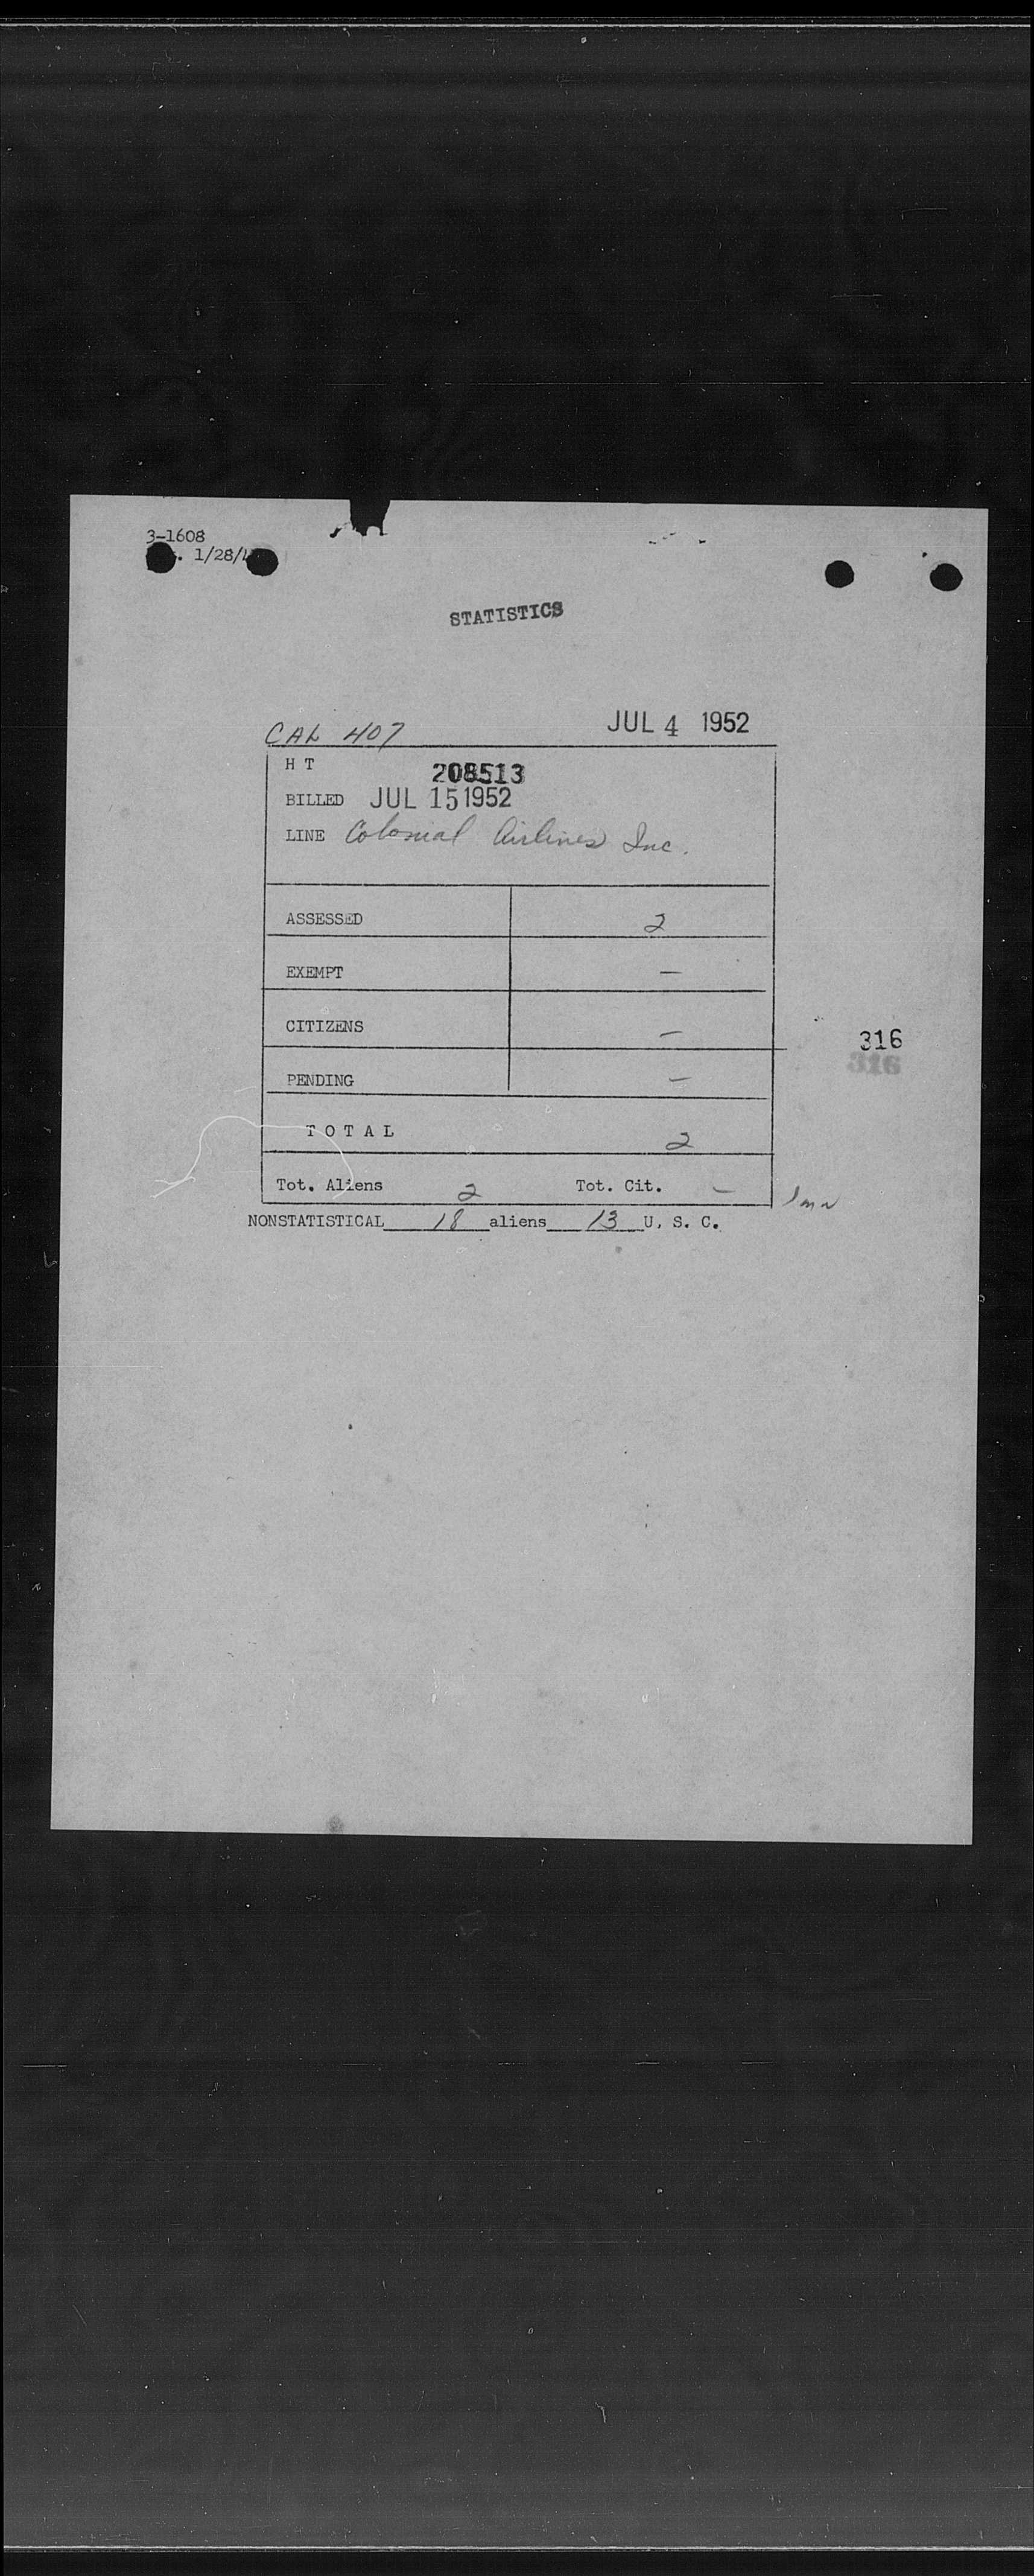 3-1608
. 1/28/
STATISTICS
CAL 407 JUL 4 1952
H T 208513
BILLED JUL 15 1952
LINE Colonial Airlines Inc.
ASSESSED 2
EXEMPT —
CITIZENS —
316
316
PENDING —
T O T A L 2
Tot. Aliens 2 Tot. Cit. —
NONSTATISTICAL 18 aliens 13 U. S. C.